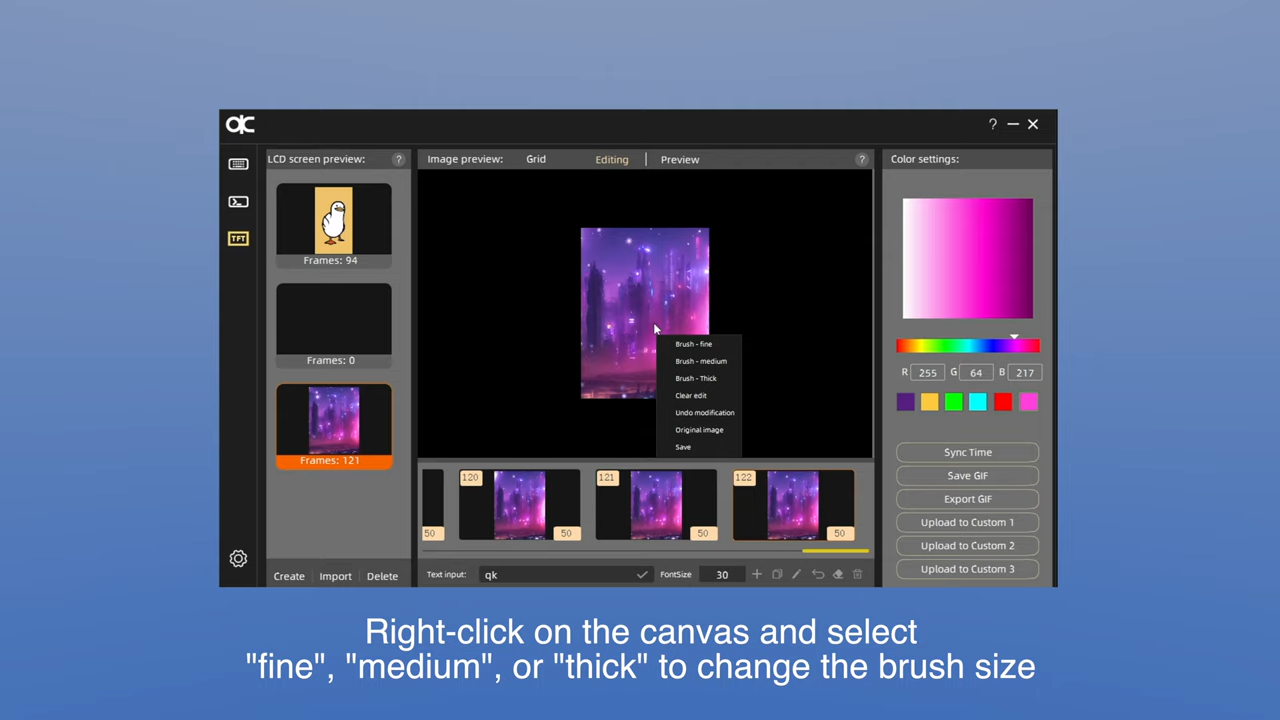 qk
? — ×
LCD screen preview: ?
Image preview: Grid Editing | Preview ?
Color settings:
TFT
Frames: 94
Frames: 0
Frames: 121
Brush - fine
Brush - medium
Brush - Thick
Clear edit
Undo modification
Original image
Save
R 255 G 64 B 217
50
120 50
121 50
122 50
Sync Time
Save GIF
Export GIF
Upload to Custom 1
Upload to Custom 2
Upload to Custom 3
Create Import Delete
Text input: qk FontSize 30
Right-click on the canvas and select
"fine", "medium", or "thick" to change the brush size